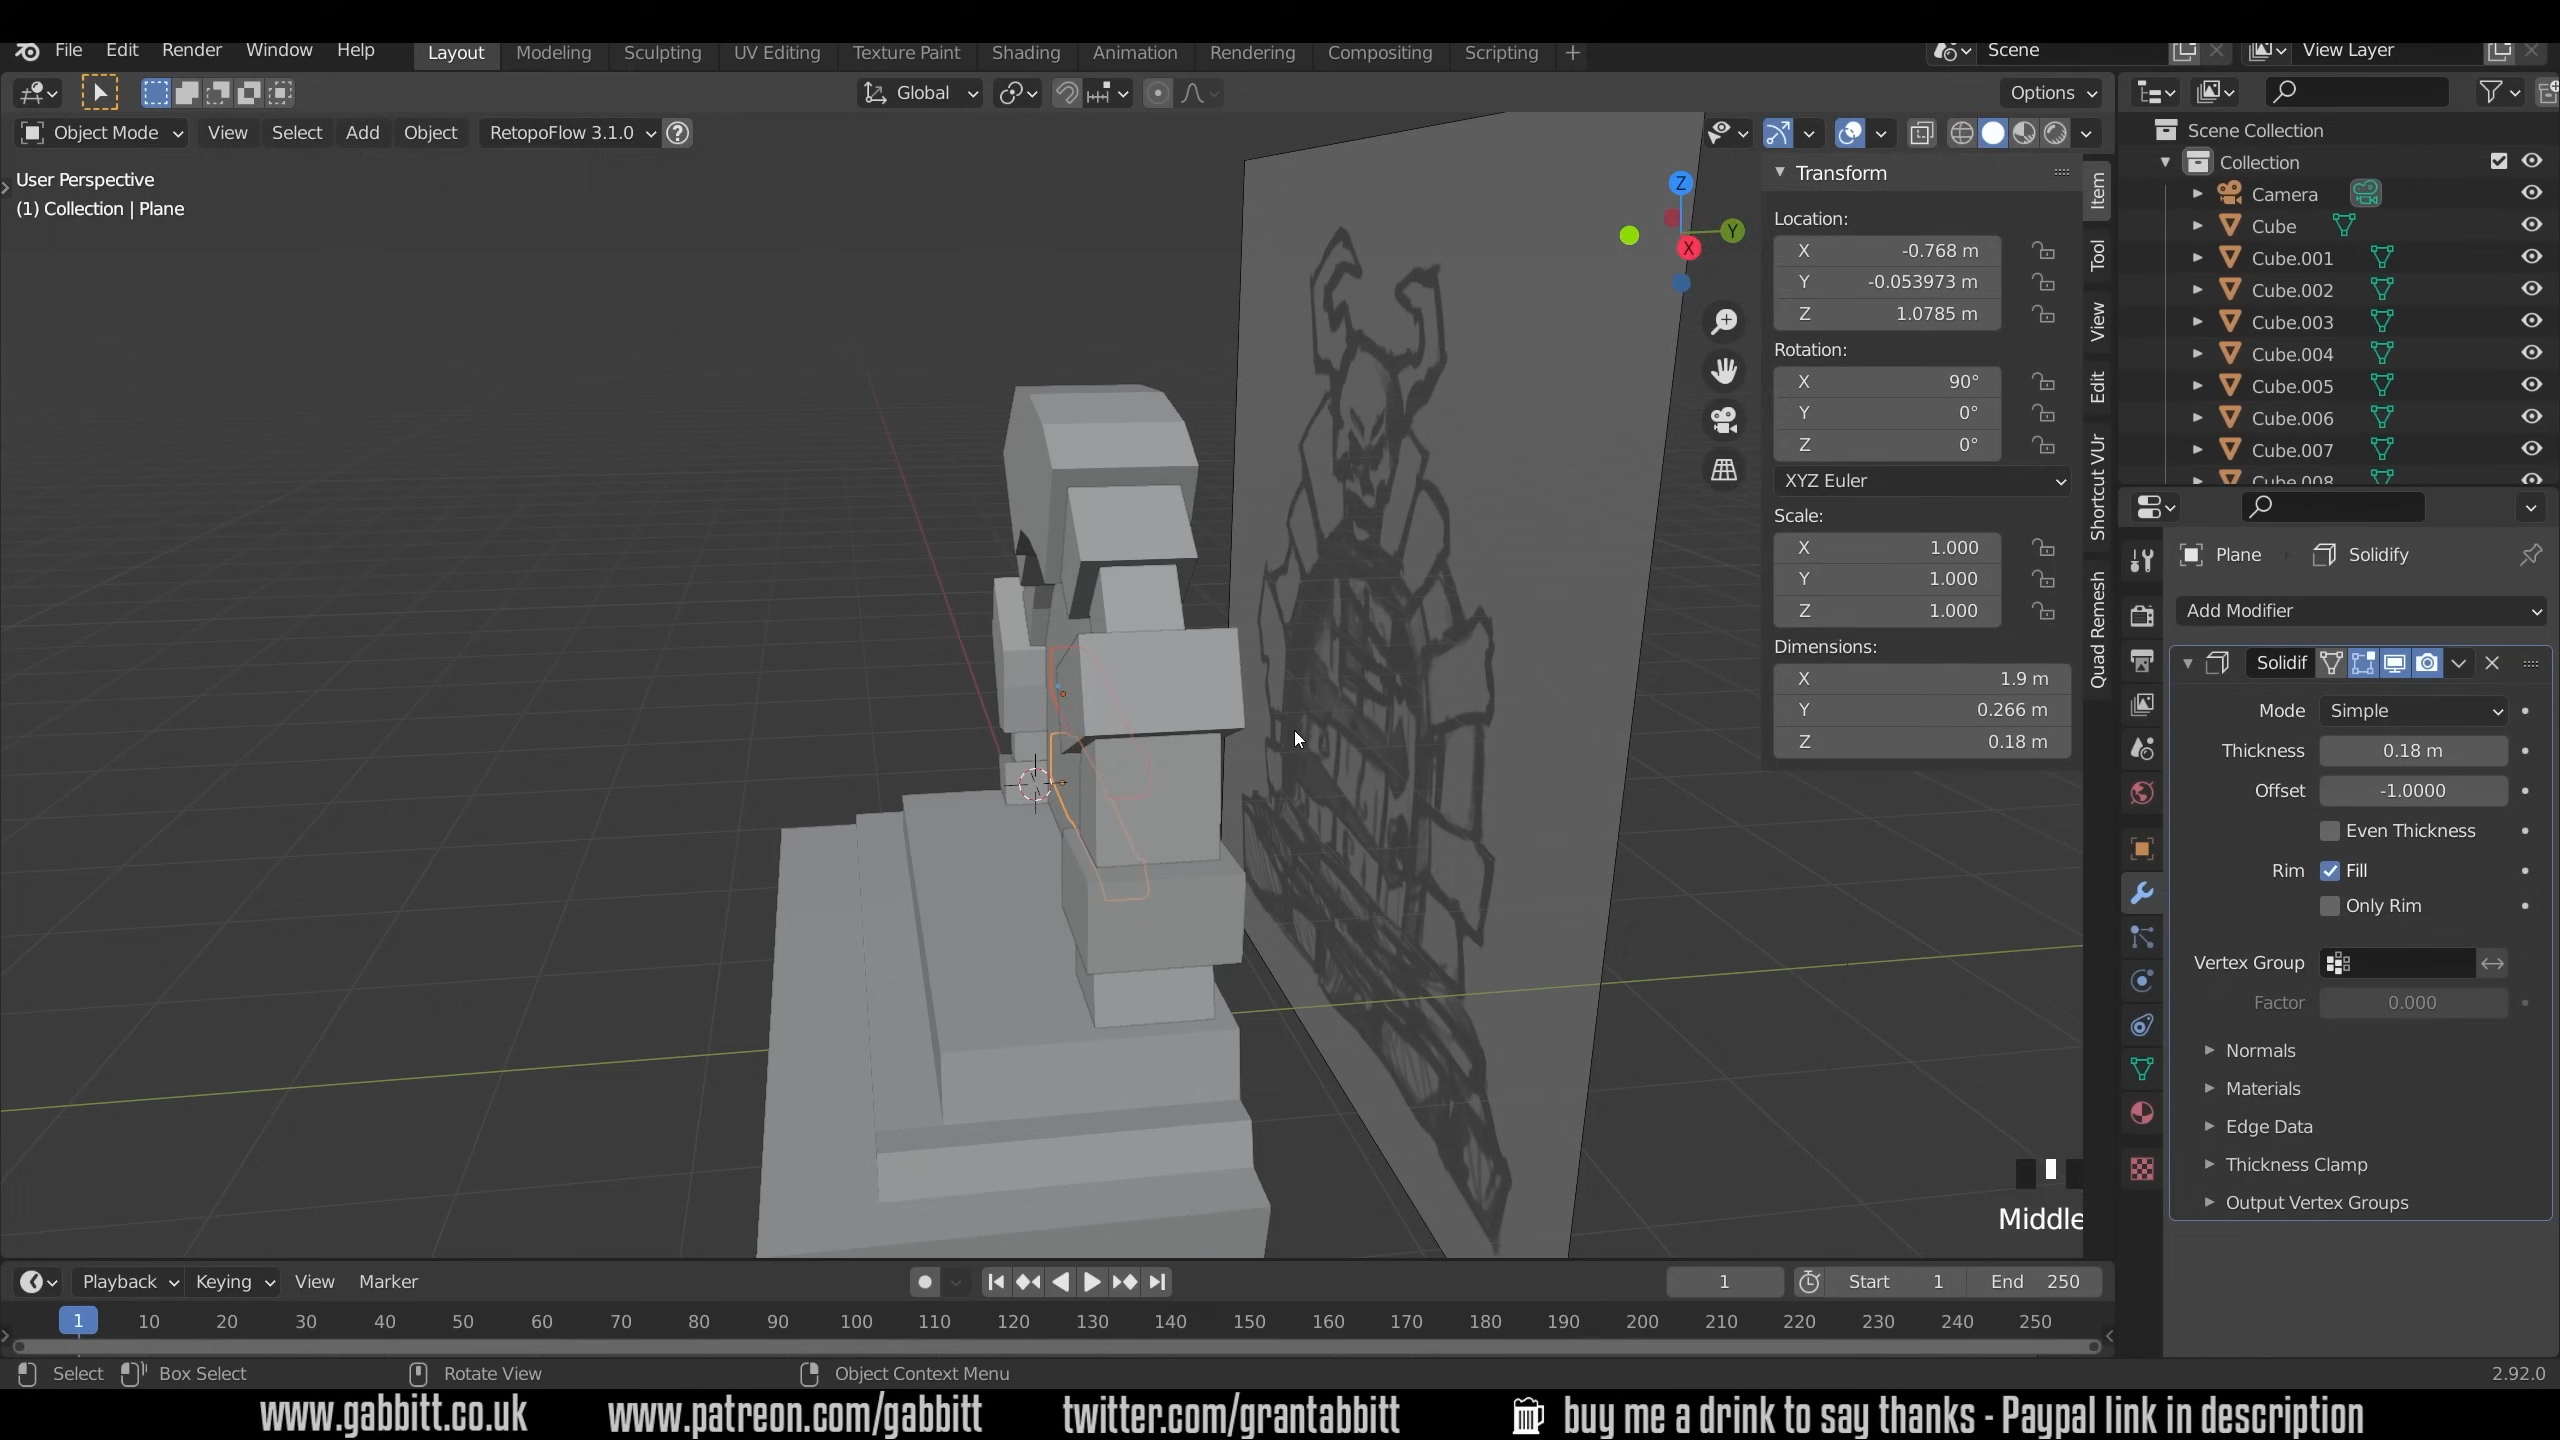 File Edit Render Window Help Layout Modeling Sculpting UV Editing Texture Paint Shading Animation Rendering Compositing Scripting + Scene View Layer
Global Options
Object Mode View Select Add Object RetopoFlow 3.1.0
User Perspective
(1) Collection | Plane
Z
Y
X
Transform
Location:
X -0.768 m
Y -0.053973 m
Z 1.0785 m
Rotation:
X 90°
Y 0°
Z 0°
XYZ Euler
Scale:
X 1.000
Y 1.000
Z 1.000
Dimensions:
X 1.9 m
Y 0.266 m
Z 0.18 m
Item
Tool
View
Edit
Shortcut VUr
Quad Remesh
Scene Collection
Collection
Camera
Cube
Cube.001
Cube.002
Cube.003
Cube.004
Cube.005
Cube.006
Cube.007
Cube.008
Plane Solidify
Add Modifier
Solidif
Mode Simple
Thickness 0.18 m
Offset -1.0000
Even Thickness
Rim Fill
Only Rim
Vertex Group
Factor 0.000
Normals
Materials
Edge Data
Thickness Clamp
Output Vertex Groups
Middle
Playback Keying View Marker 1 Start 1 End 250
1 10 20 30 40 50 60 70 80 90 100 110 120 130 140 150 160 170 180 190 200 210 220 230 240 250
Select Box Select Rotate View Object Context Menu 2.92.0
www.gabbitt.co.uk www.patreon.com/gabbitt twitter.com/grantabbitt buy me a drink to say thanks - Paypal link in description